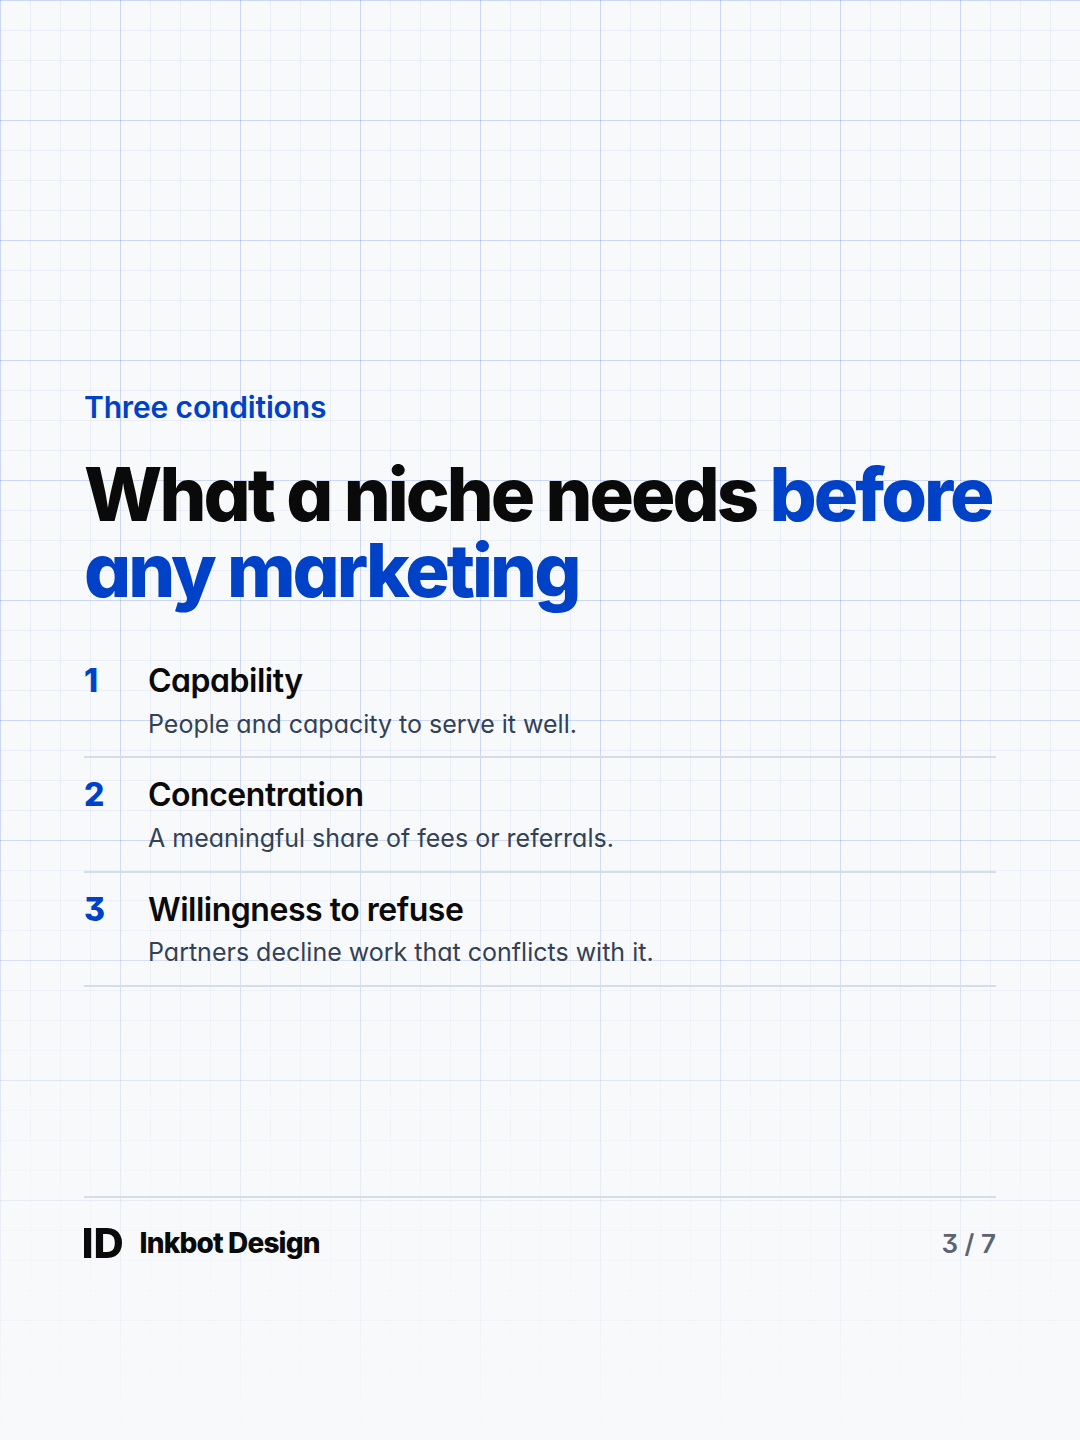 Three conditions
What a niche needs before
any marketing
1 Capability
People and capacity to serve it well.
2 Concentration
A meaningful share of fees or referrals.
3 Willingness to refuse
Partners decline work that conflicts with it.
ID Inkbot Design
3 / 7